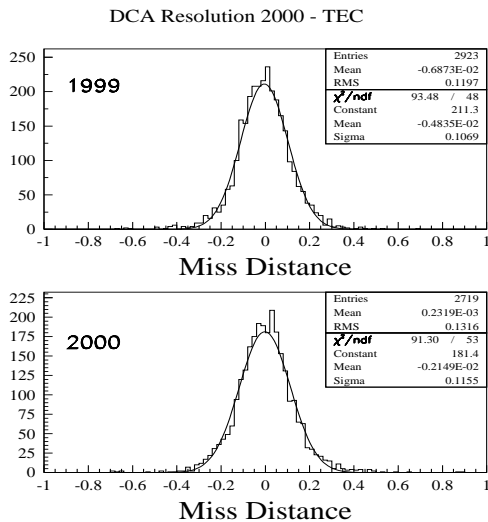 DCA Resolution 2000 - TEC
1999
Entries 2923
Mean -0.6873E-02
RMS 0.1197
χ²/ndf 93.48 / 48
Constant 211.3
Mean -0.4835E-02
Sigma 0.1069
250
200
150
100
50
0
-1 -0.8 -0.6 -0.4 -0.2 0 0.2 0.4 0.6 0.8 1
Miss Distance
2000
Entries 2719
Mean 0.2319E-03
RMS 0.1316
χ²/ndf 91.30 / 53
Constant 181.4
Mean -0.2149E-02
Sigma 0.1155
225
200
175
150
125
100
75
50
25
0
-1 -0.8 -0.6 -0.4 -0.2 0 0.2 0.4 0.6 0.8 1
Miss Distance